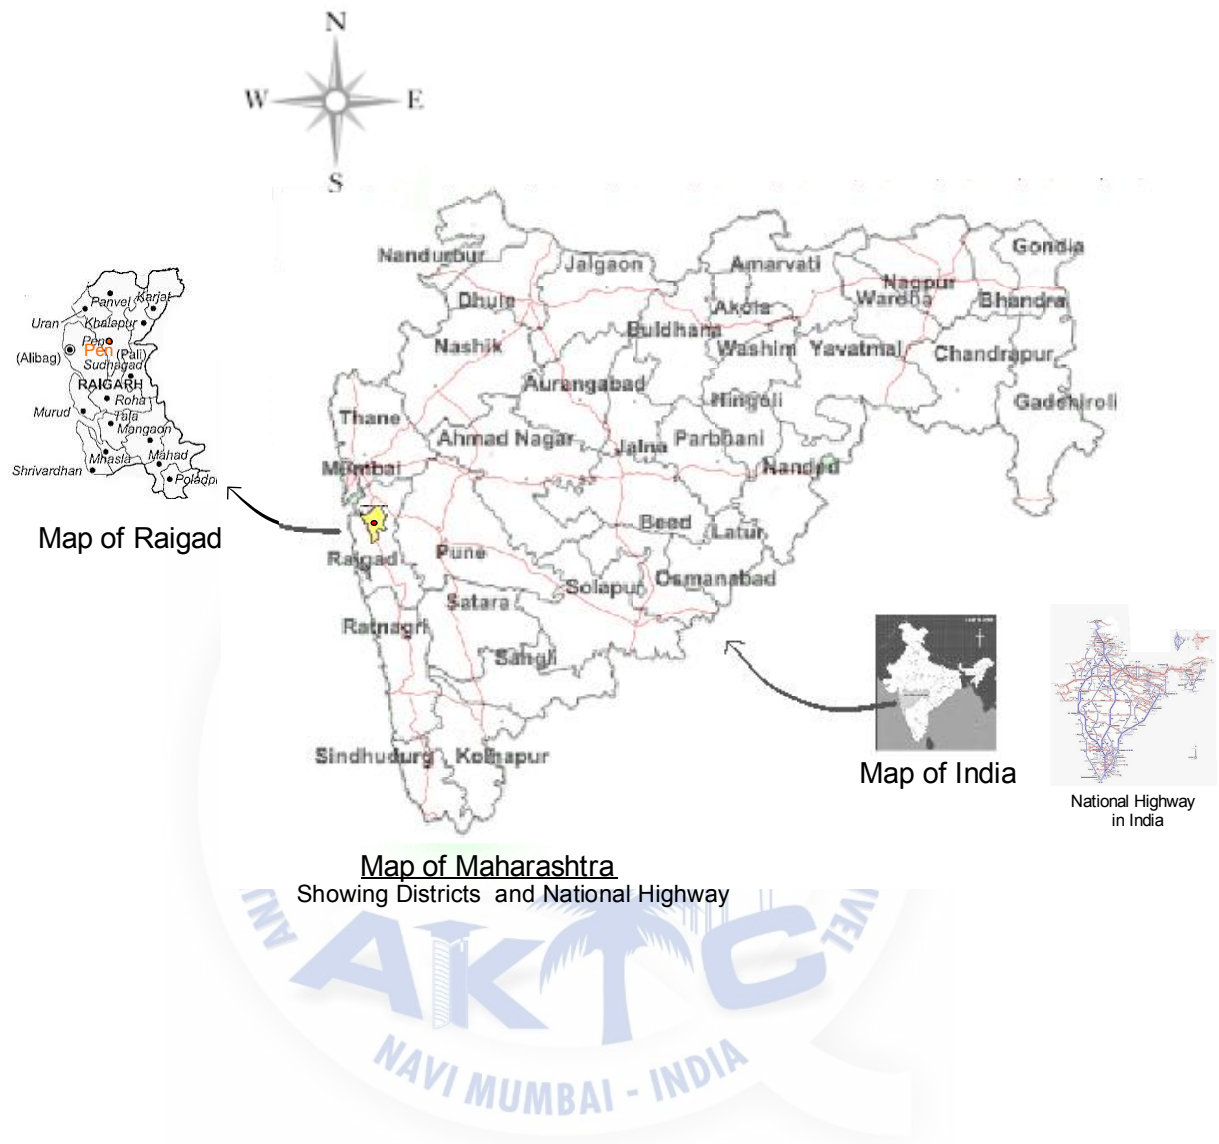 N
W E
S
Nandurbur
Jalgaon
Amarvati
Gondia
Dhule
Akola
Nagpur
Wardha
Bhandra
Buldhana
Nashik
Washim
Yavatmal
Chandrapur
Aurangabad
Hingoli
Gadchiroli
Thane
Ahmad Nagar
Jalna
Parbhani
Mumbai
Nanded
Beed
Latur
Raigad
Pune
Solapur
Osmanabad
Satara
Ratnagri
Sangli
Sindhudurg
Kolhapur
Panvel
Karjat
Uran
Khalapur
Pen
Pen
(Alibag)
(Pali)
Sudhagad
RAIGARH
Roha
Murud
Tala
Mangaon
Mhasla
Mahad
Shrivardhan
Poladpu
Map of Raigad
Map of India
National Highway
in India
Map of Maharashtra
Showing Districts and National Highway
AKTC
NAVI MUMBAI - INDIA